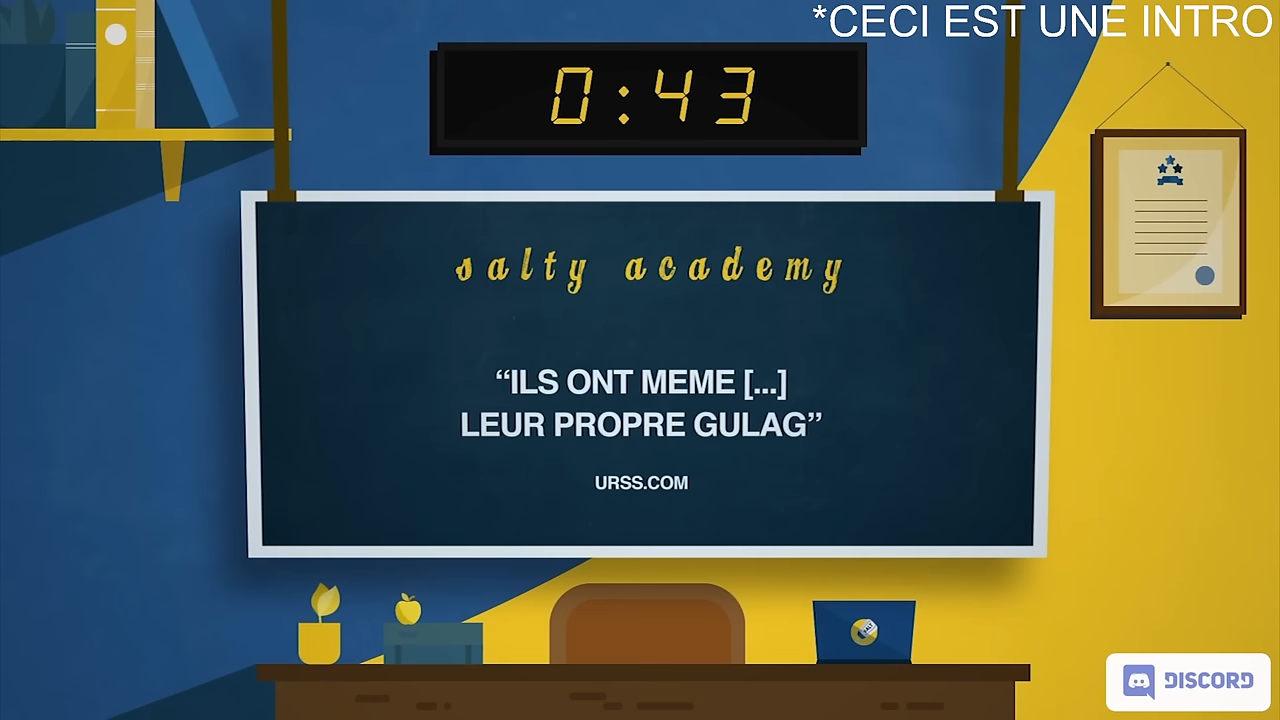 *CECI EST UNE INTRO
0:43
salty academy
“ILS ONT MEME [...]
LEUR PROPRE GULAG”
URSS.COM
DISCORD